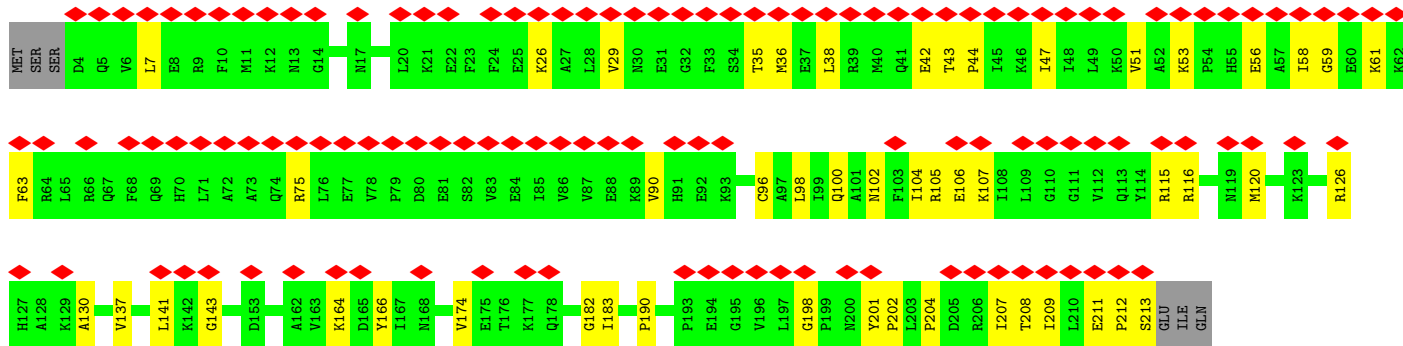 MET SER SER D4 Q5 V6 L7 E8 R9 F10 M11 K12 N13 G14 N17 L20 K21 E22 F23 F24 E25 K26 A27 L28 V29 N30 E31 G32 F33 S34 T35 M36 E37 L38 R39 M40 Q41 E42 T43 P44 I45 K46 I47 I48 L49 K50 V51 A52 K53 P54 H55 E56 A57 I58 G59 E60 K61 K62
F63 R64 L65 R66 Q67 F68 Q69 H70 L71 A72 A73 Q74 R75 L76 E77 V78 P79 D80 E81 S82 V83 E84 I85 V86 V87 E88 K89 V90 H91 E92 K93 C96 A97 L98 I99 Q100 A101 N102 F103 I104 R105 E106 K107 I108 L109 G110 G111 V112 Q113 Y114 R115 R116 N119 M120 K123 R126
H127 A128 K129 A130 V137 L141 K142 G143 D153 A162 V163 K164 D165 Y166 I167 N168 V174 E175 T176 K177 Q178 G182 I183 P190 P193 E194 G195 V196 L197 G198 P199 N200 Y201 P202 L203 P204 D205 R206 I207 T208 I209 L210 E211 P212 S213 GLU ILE GLN